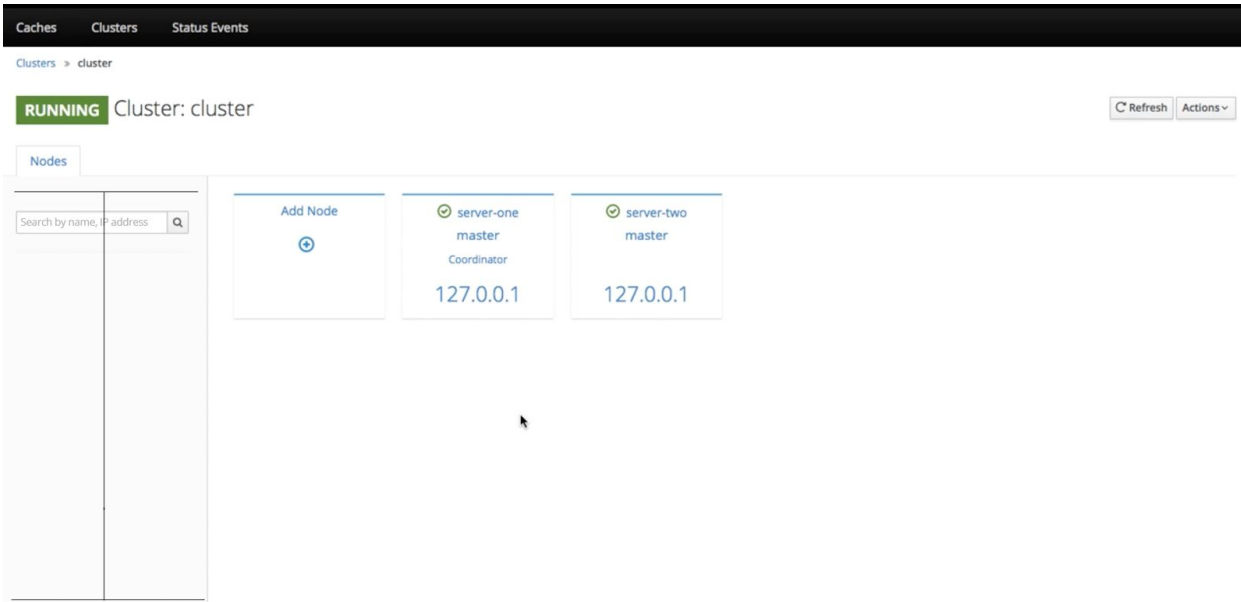 Caches Clusters Status Events
Clusters » cluster
RUNNING Cluster: cluster
Refresh Actions
Nodes
Search by name, IP address
Add Node
server-one
master
Coordinator
127.0.0.1
server-two
master
127.0.0.1